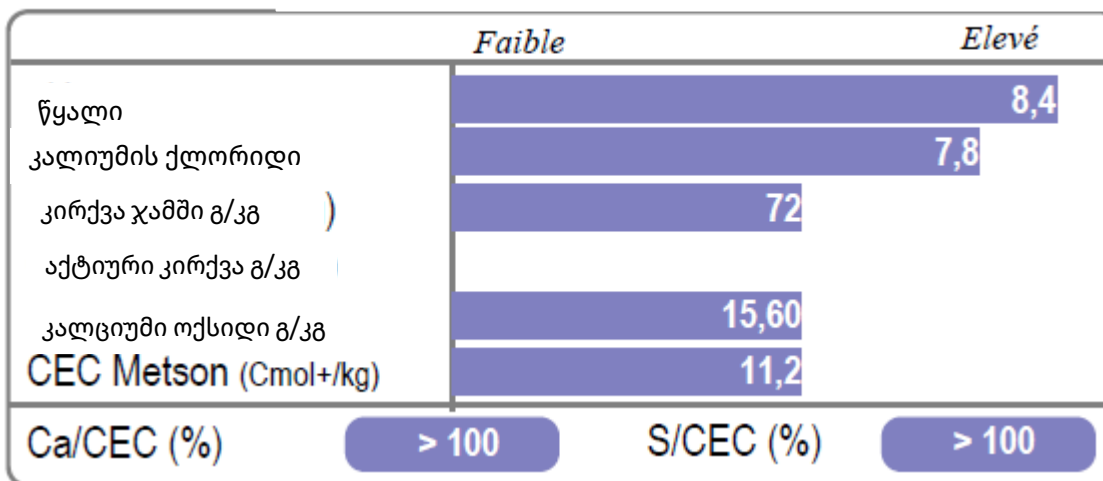 Faible Elevé
წყალი 8,4
კალიუმის ქლორიდი 7,8
კირქვა ჯამში გ/კგ ) 72
აქტიური კირქვა გ/კგ
კალციუმი ოქსიდი გ/კგ 15,60
CEC Metson (Cmol+/kg) 11,2
Ca/CEC (%) > 100 S/CEC (%) > 100